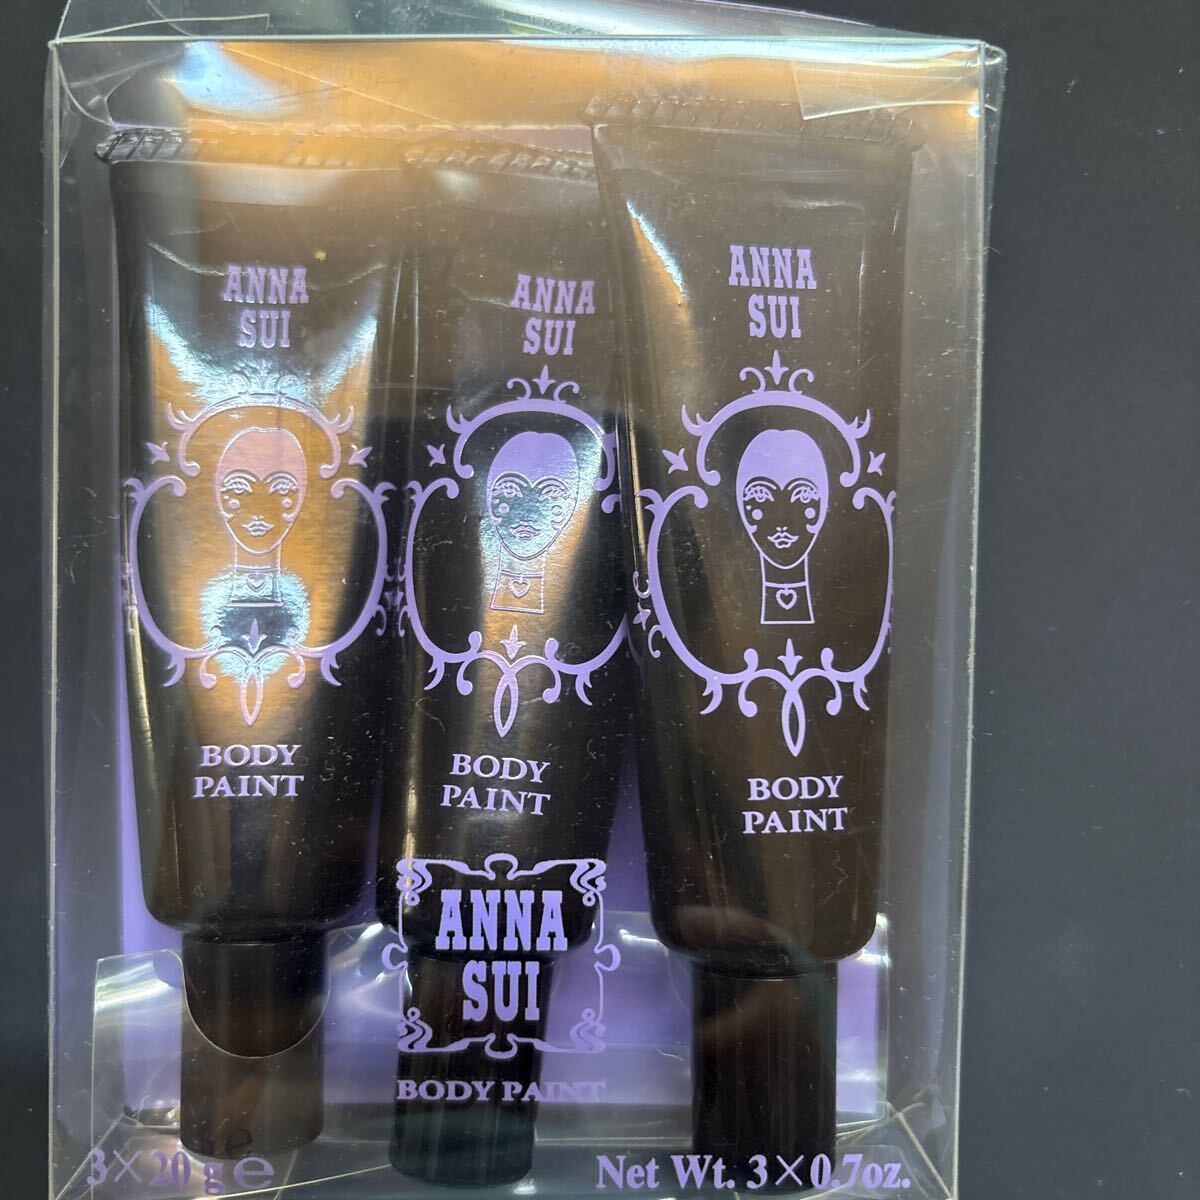 ANNA
SUI
BODY
PAINT
ANNA
SUI
BODY
PAINT
ANNA
SUI
BODY
PAINT
ANNA
SUI
BODY PAINT
3×20g℮
Net Wt. 3×0.7oz.